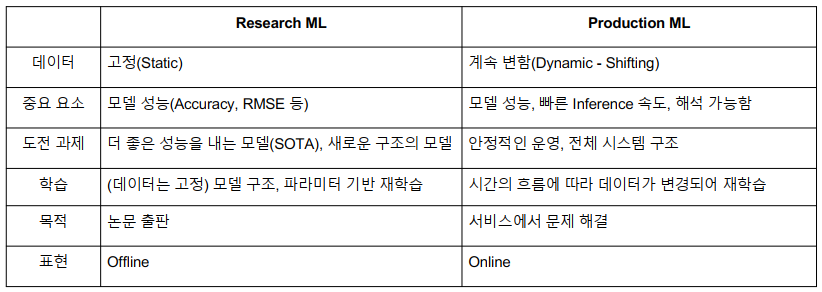 Research ML Production ML
데이터 고정(Static) 계속 변함(Dynamic - Shifting)
중요 요소 모델 성능(Accuracy, RMSE 등) 모델 성능, 빠른 Inference 속도, 해석 가능함
도전 과제 더 좋은 성능을 내는 모델(SOTA), 새로운 구조의 모델 안정적인 운영, 전체 시스템 구조
학습 (데이터는 고정) 모델 구조, 파라미터 기반 재학습 시간의 흐름에 따라 데이터가 변경되어 재학습
목적 논문 출판 서비스에서 문제 해결
표현 Offline Online